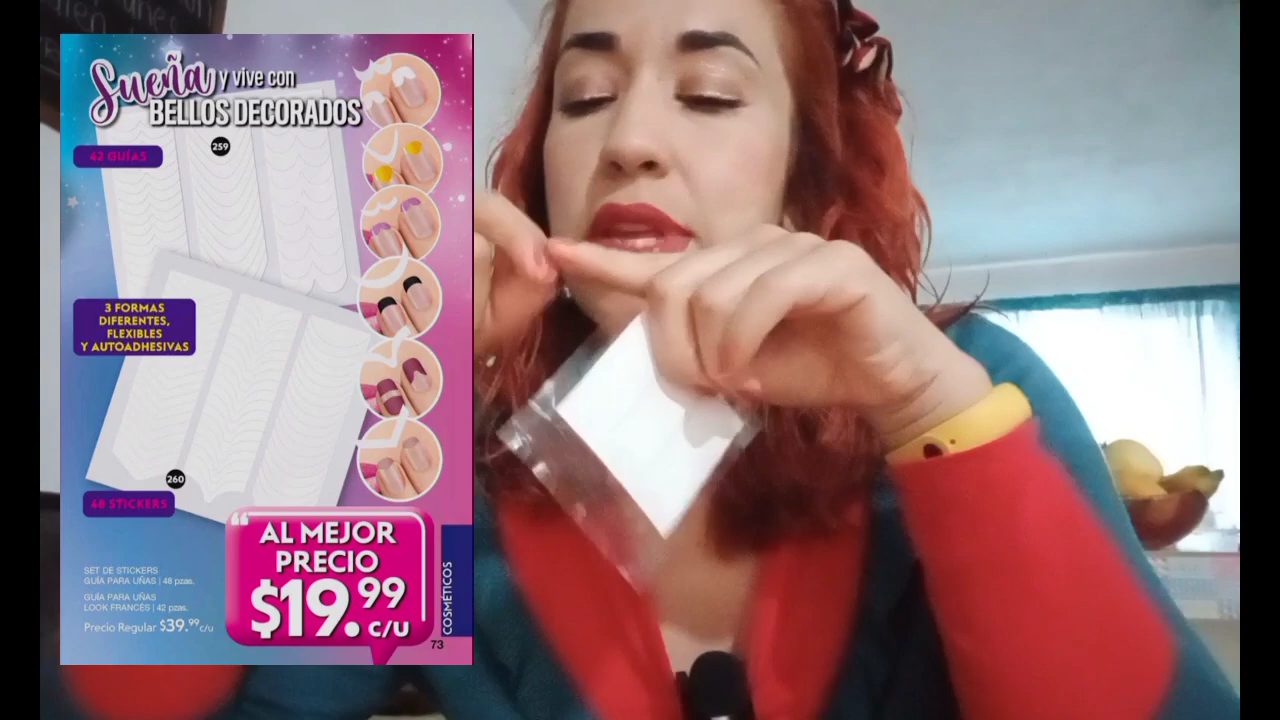 Sueña y vive con
BELLOS DECORADOS
259
42 GUÍAS
3 FORMAS
DIFERENTES,
FLEXIBLES
Y AUTOADHESIVAS
260
48 STICKERS
“AL MEJOR
PRECIO
$19.99 c/u
SET DE STICKERS
GUÍA PARA UÑAS | 48 pzas.
GUÍA PARA UÑAS
LOOK FRANCÉS | 42 pzas.
Precio Regular $39.99 c/u
COSMÉTICOS
73